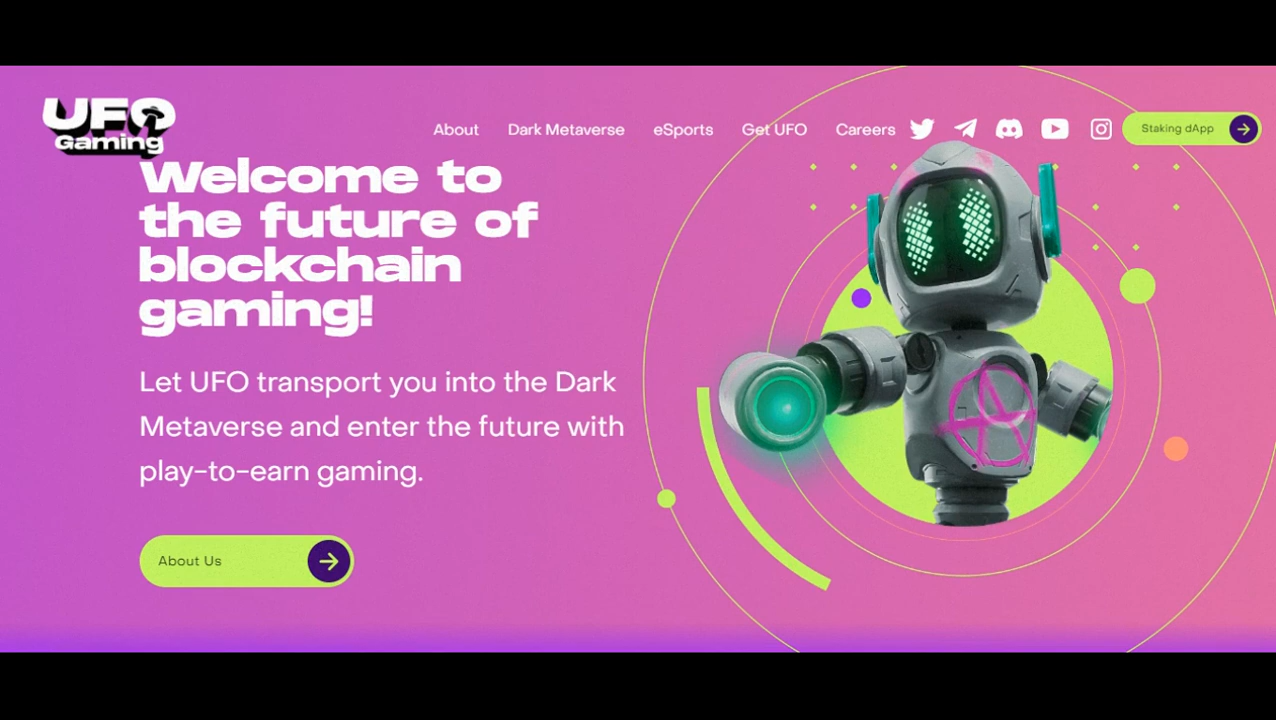 UFO
Gaming
About Dark Metaverse eSports Get UFO Careers Staking dApp
Welcome to
the future of
blockchain
gaming!
Let UFO transport you into the Dark
Metaverse and enter the future with
play-to-earn gaming.
About Us